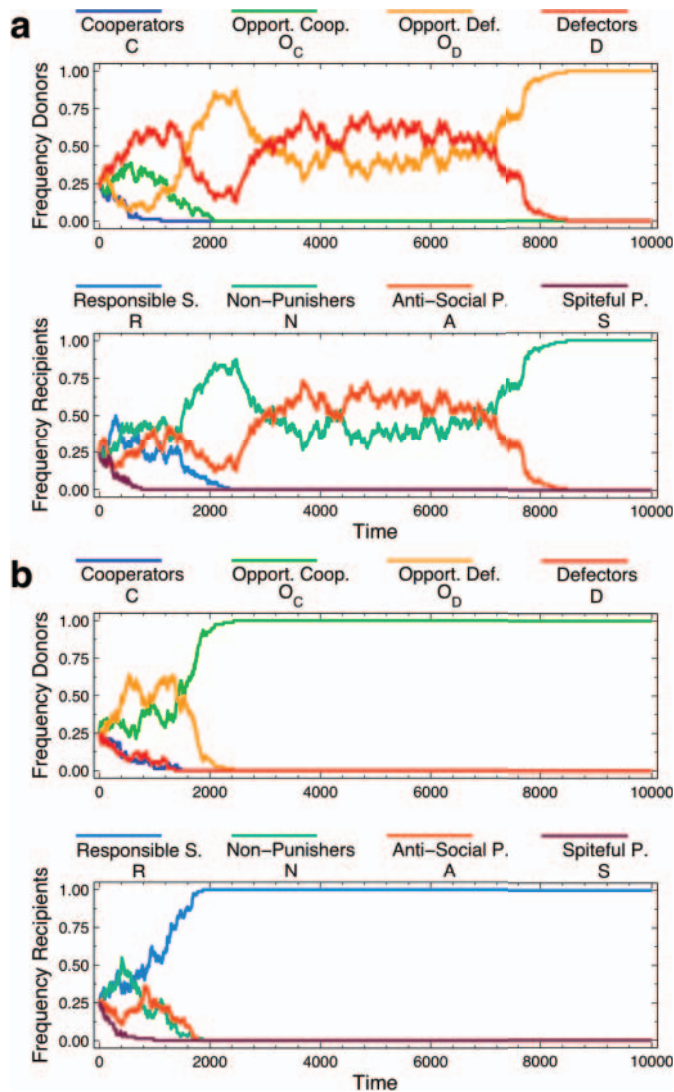 a
Cooperators Opport. Coop. Opport. Def. Defectors
C O_C O_D D
Frequency Donors
1.00
0.75
0.50
0.25
0.00
0 2000 4000 6000 8000 10000
Responsible S. Non-Punishers Anti-Social P. Spiteful P.
R N A S
Frequency Recipients
1.00
0.75
0.50
0.25
0.00
0 2000 4000 6000 8000 10000
Time
b
Cooperators Opport. Coop. Opport. Def. Defectors
C O_C O_D D
Frequency Donors
1.00
0.75
0.50
0.25
0.00
0 2000 4000 6000 8000 10000
Responsible S. Non-Punishers Anti-Social P. Spiteful P.
R N A S
Frequency Recipients
1.00
0.75
0.50
0.25
0.00
0 2000 4000 6000 8000 10000
Time